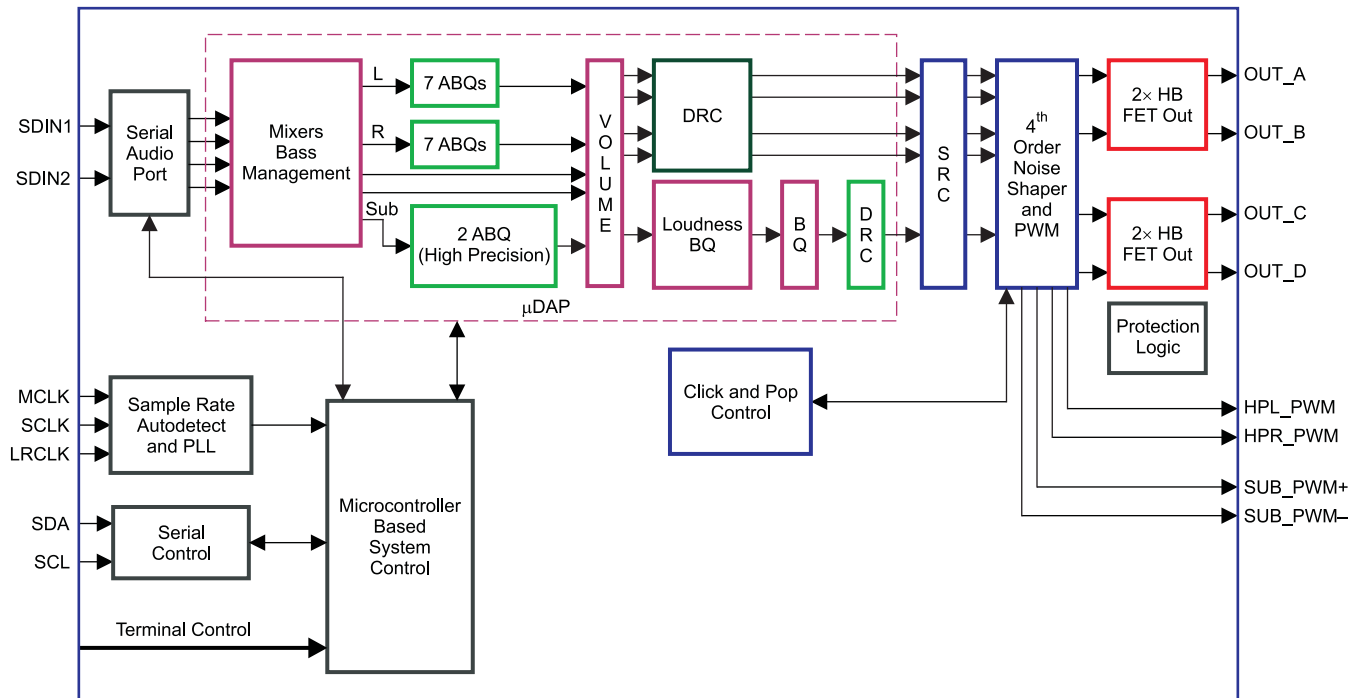 SDIN1
SDIN2
Serial
Audio
Port
Mixers
Bass
Management
L
7 ABQs
R
7 ABQs
Sub
2 ABQ
(High Precision)
V
O
L
U
M
E
DRC
Loudness
BQ
B
Q
D
R
C
μDAP
S
R
C
4th
Order
Noise
Shaper
and
PWM
2× HB
FET Out
2× HB
FET Out
Protection
Logic
OUT_A
OUT_B
OUT_C
OUT_D
MCLK
SCLK
LRCLK
Sample Rate
Autodetect
and PLL
SDA
SCL
Serial
Control
Terminal Control
Microcontroller
Based
System
Control
Click and Pop
Control
HPL_PWM
HPR_PWM
SUB_PWM+
SUB_PWM–